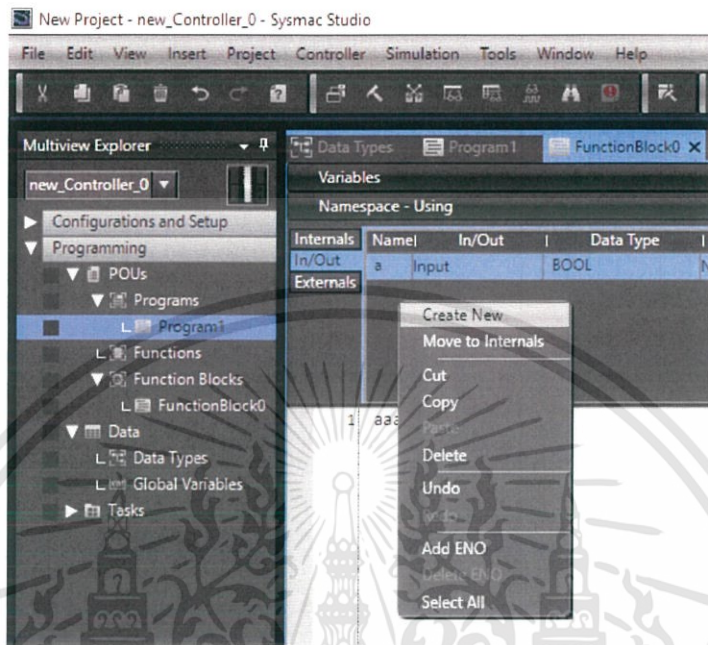 New Project - new_Controller_0 - Sysmac Studio
File Edit View Insert Project Controller Simulation Tools Window Help
Multiview Explorer
new_Controller_0
Configurations and Setup
Programming
POUs
Programs
Program1
Functions
Function Blocks
FunctionBlock0
Data
Data Types
Global Variables
Tasks
Data Types Program1 FunctionBlock0
Variables
Namespace - Using
Internals Name In/Out Data Type
In/Out a Input BOOL N
Externals
Create New
Move to Internals
Cut
Copy
Paste
Delete
Undo
Add ENO
Delete ENO
Select All
1 aaa